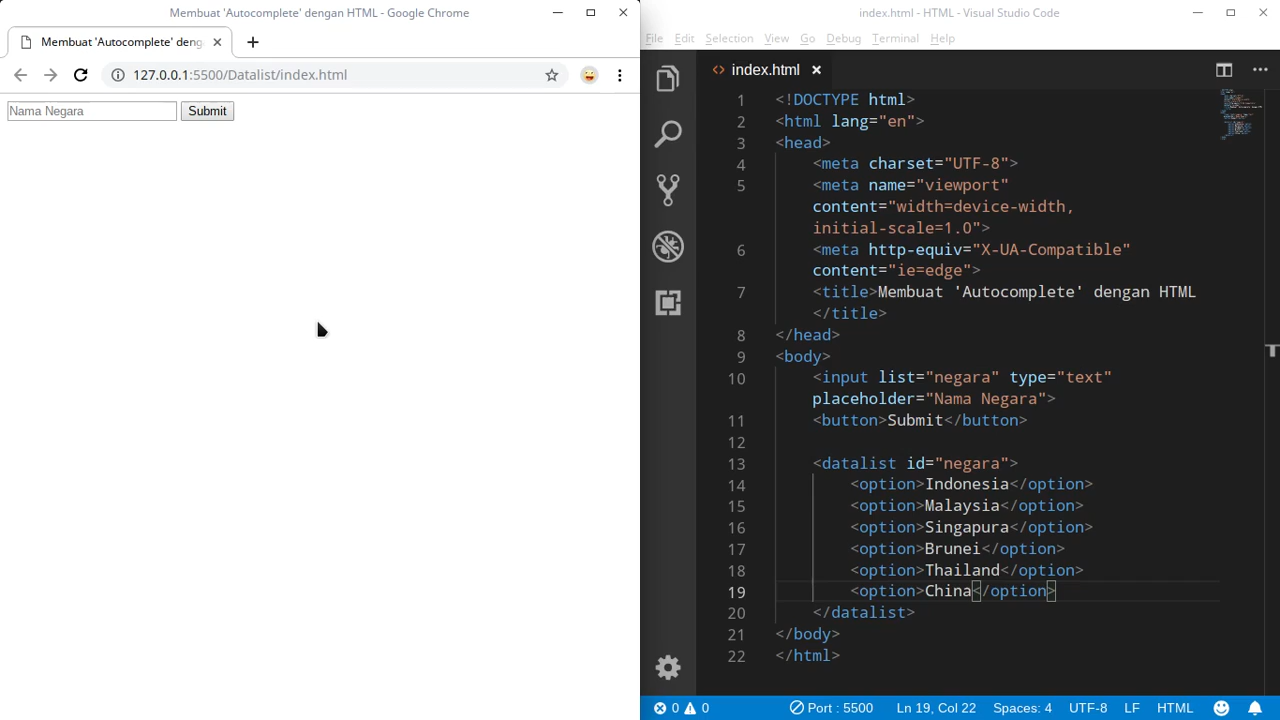 Membuat 'Autocomplete' dengan HTML - Google Chrome
Membuat 'Autocomplete' deng
127.0.0.1:5500/Datalist/index.html
Nama Negara
Submit
index.html - HTML - Visual Studio Code
File Edit Selection View Go Debug Terminal Help
<> index.html
1 <!DOCTYPE html>
2 <html lang="en">
3 <head>
4 <meta charset="UTF-8">
5 <meta name="viewport"
content="width=device-width,
initial-scale=1.0">
6 <meta http-equiv="X-UA-Compatible"
content="ie=edge">
7 <title>Membuat 'Autocomplete' dengan HTML
</title>
8 </head>
9 <body>
10 <input list="negara" type="text"
placeholder="Nama Negara">
11 <button>Submit</button>
12
13 <datalist id="negara">
14 <option>Indonesia</option>
15 <option>Malaysia</option>
16 <option>Singapura</option>
17 <option>Brunei</option>
18 <option>Thailand</option>
19 <option>China</option>
20 </datalist>
21 </body>
22 </html>
0 0 Port : 5500 Ln 19, Col 22 Spaces: 4 UTF-8 LF HTML